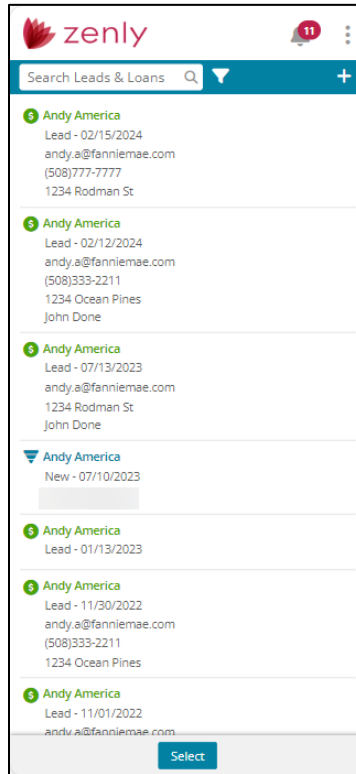 zenly
11
Search Leads & Loans
+
$ Andy America
Lead - 02/15/2024
andy.a@fanniemae.com
(508)777-7777
1234 Rodman St
$ Andy America
Lead - 02/12/2024
andy.a@fanniemae.com
(508)333-2211
1234 Ocean Pines
John Done
$ Andy America
Lead - 07/13/2023
andy.a@fanniemae.com
1234 Rodman St
John Done
Andy America
New - 07/10/2023
$ Andy America
Lead - 01/13/2023
$ Andy America
Lead - 11/30/2022
andy.a@fanniemae.com
(508)333-2211
1234 Ocean Pines
$ Andy America
Lead - 11/01/2022
andy.a@fanniemae.com
Select